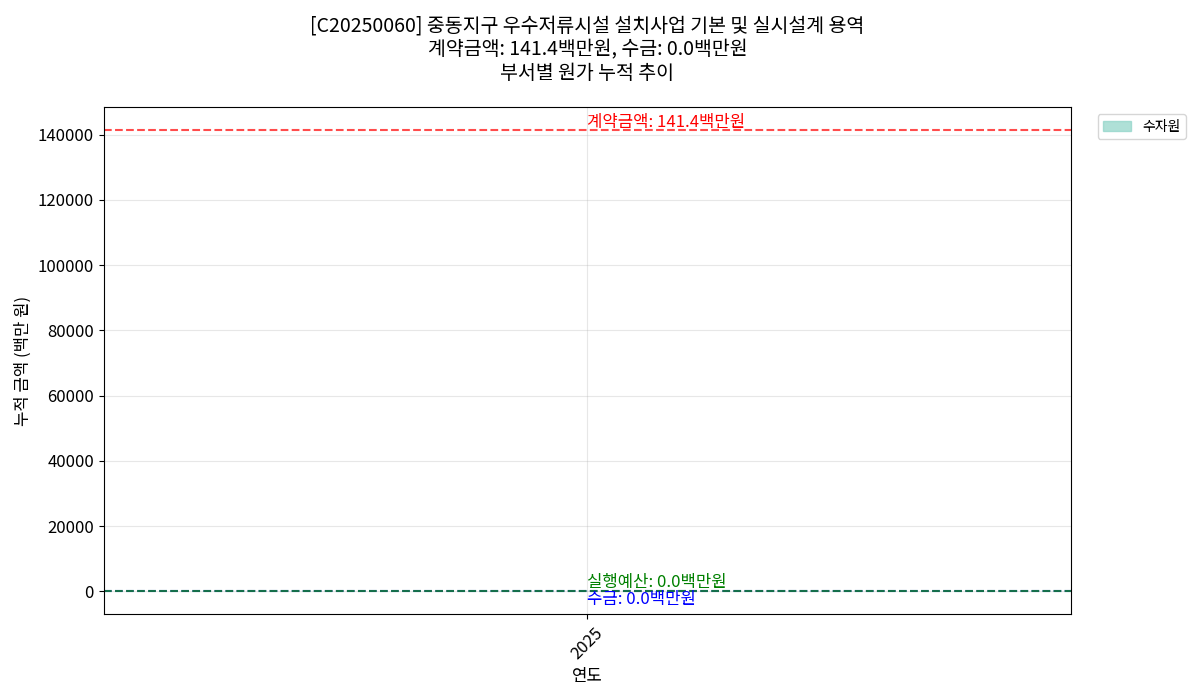 [C20250060] 중동지구 우수저류시설 설치사업 기본 및 실시설계 용역
계약금액: 141.4백만원, 수금: 0.0백만원
부서별 원가 누적 추이
계약금액: 141.4백만원
수자원
140000
120000
100000
80000
60000
40000
20000
0
누적 금액 (백만 원)
실행예산: 0.0백만원
수금: 0.0백만원
2025
연도